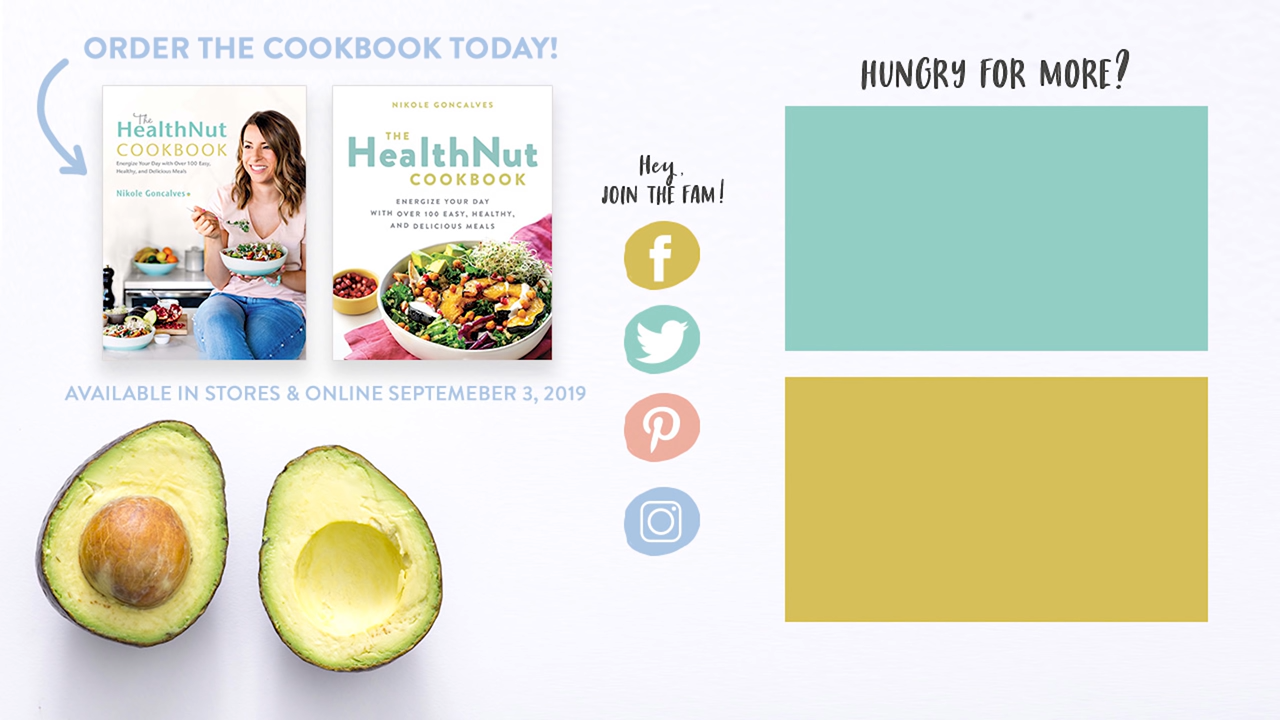 ORDER THE COOKBOOK TODAY!
The
HealthNut
COOKBOOK
Energize Your Day with Over 100 Easy,
Healthy, and Delicious Meals
Nikole Goncalves
NIKOLE GONCALVES
THE
HealthNut
COOKBOOK
ENERGIZE YOUR DAY
WITH OVER 100 EASY, HEALTHY,
AND DELICIOUS MEALS
AVAILABLE IN STORES & ONLINE SEPTEMEBER 3, 2019
Hey,
JOIN THE FAM!
HUNGRY FOR MORE?